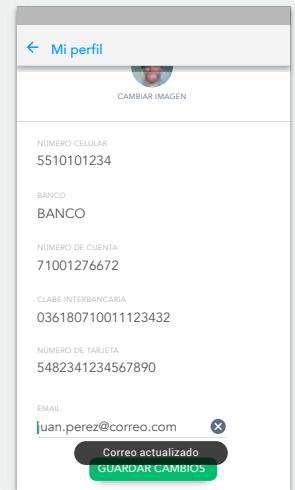 Mi perfil
CAMBIAR IMAGEN
NÚMERO CELULAR
5510101234
BANCO
BANCO
NÚMERO DE CUENTA
71001276672
CLABE INTERBANCARIA
036180710011123432
NÚMERO DE TARJETA
5482341234567890
EMAIL
juan.perez@correo.com
Correo actualizado
GUARDAR CAMBIOS